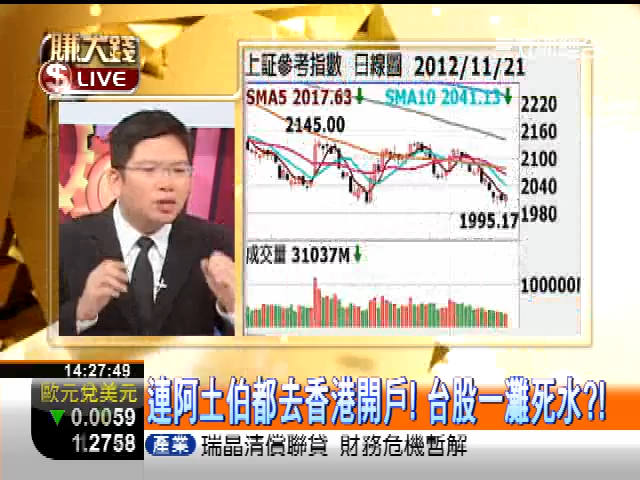 賺大錢
$ LIVE
上証參考指數 日線圖 2012/11/21
SMA5 2017.63 SMA10 2041.13
2145.00
2220
2160
2100
2040
1980
1995.17
成交量 31037M
100000M
14:27:49
歐元兌美元
0.0059
1.2758
連阿土伯都去香港開戶! 台股一灘死水?!
產業 瑞晶清償聯貸 財務危機暫解